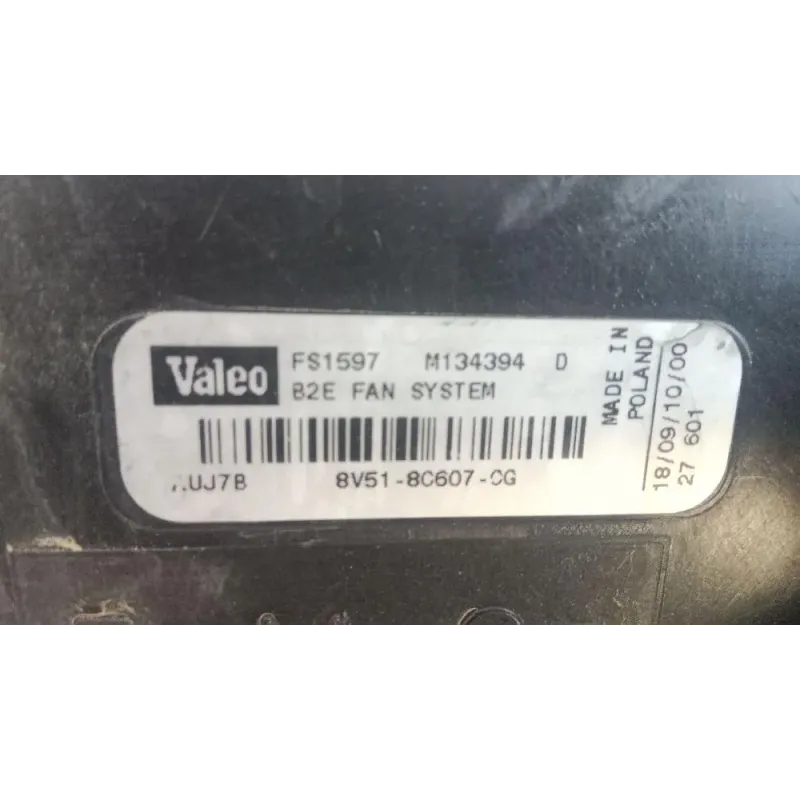 Valeo
FS1597 M134394 D
B2E FAN SYSTEM
8V51-8C607-CG
MADE IN
POLAND
18/09/10/00
27 601